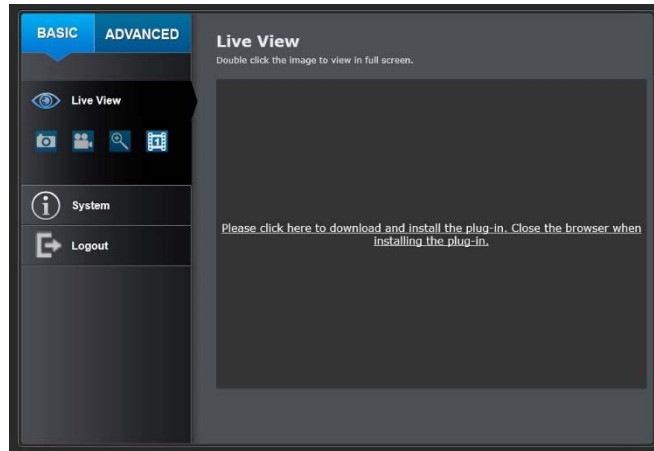 BASIC ADVANCED
Live View
Double click the image to view in full screen.
Live View
1
System
Logout
Please click here to download and install the plug-in. Close the browser when
installing the plug-in.